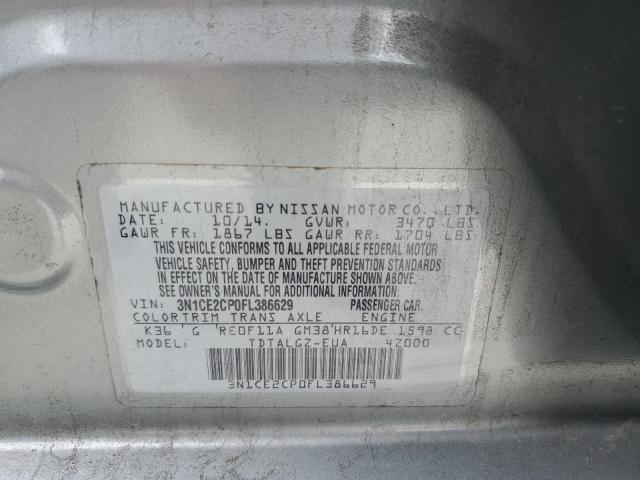 MANUFACTURED BY NISSAN MOTOR CO., LTD.
DATE: 10/14. GVWR: 3470 LBS
GAWR FR: 1867 LBS GAWR RR: 1704 LBS
THIS VEHICLE CONFORMS TO ALL APPLICABLE FEDERAL MOTOR
VEHICLE SAFETY, BUMPER AND THEFT PREVENTION STANDARDS
IN EFFECT ON THE DATE OF MANUFACTURE SHOWN ABOVE.
SEE OWNER'S MANUAL FOR ADDITIONAL INFORMATION.
VIN: 3N1CE2CP0FL386629 PASSENGER CAR.
COLOR TRIM TRANS AXLE ENGINE
K36 G RE0F11A GM38 HR16DE 1598 CC
MODEL: TDTALGZ-EUA 4Z000
3N1CE2CP0FL386629